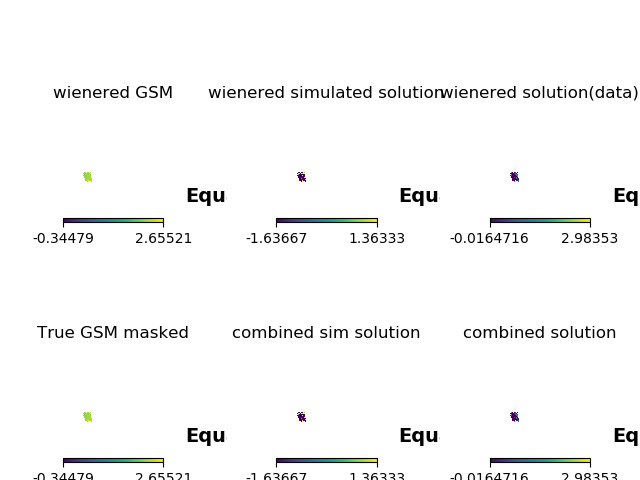 wienered GSM
wienered simulated solution
wienered solution(data)
Equ
Equ
Eq
-0.34479 2.65521
-1.63667 1.36333
-0.0164716 2.98353
True GSM masked
combined sim solution
combined solution
Equ
Equ
Eq
-0.34479 2.65521
-1.63667 1.36333
-0.0164716 2.98353